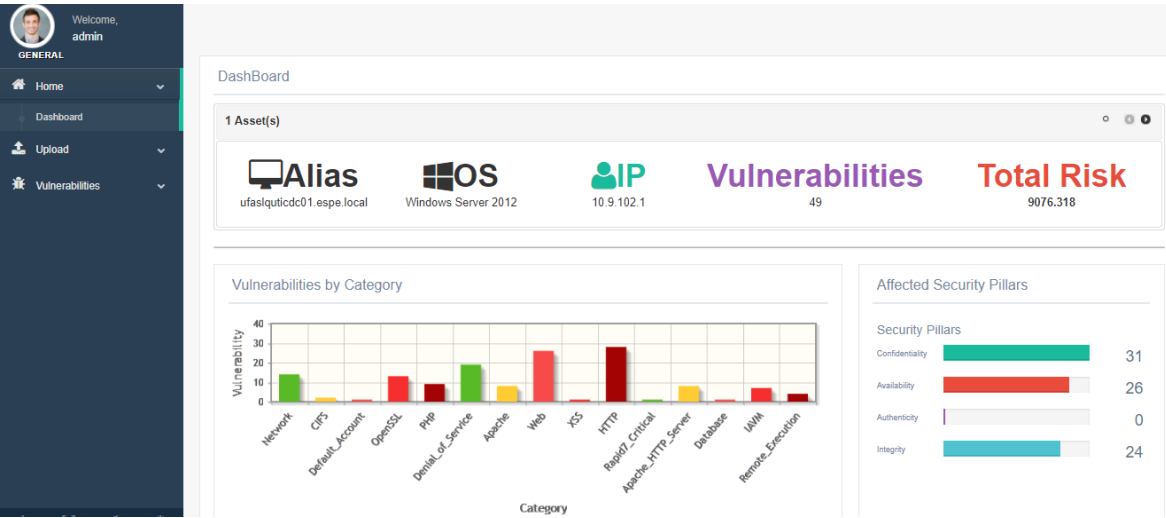 Welcome,
admin
GENERAL
Home
Dashboard
Upload
Vulnerabilities
DashBoard
1 Asset(s)
Alias
ufaslquticdc01.espe.local
OS
Windows Server 2012
IP
10.9.102.1
Vulnerabilities
49
Total Risk
9076.318
Vulnerabilities by Category
Vulnerability
40
30
20
10
0
Network
CIFS
Default_Account
OpenSSL
PHP
Denial_of_Service
Apache
Web
XSS
HTTP
Rapid7_Critical
Apache_HTTP_Server
Database
IAVM
Remote_Execution
Category
Affected Security Pillars
Security Pillars
Confidentiality 31
Availability 26
Authenticity 0
Integrity 24